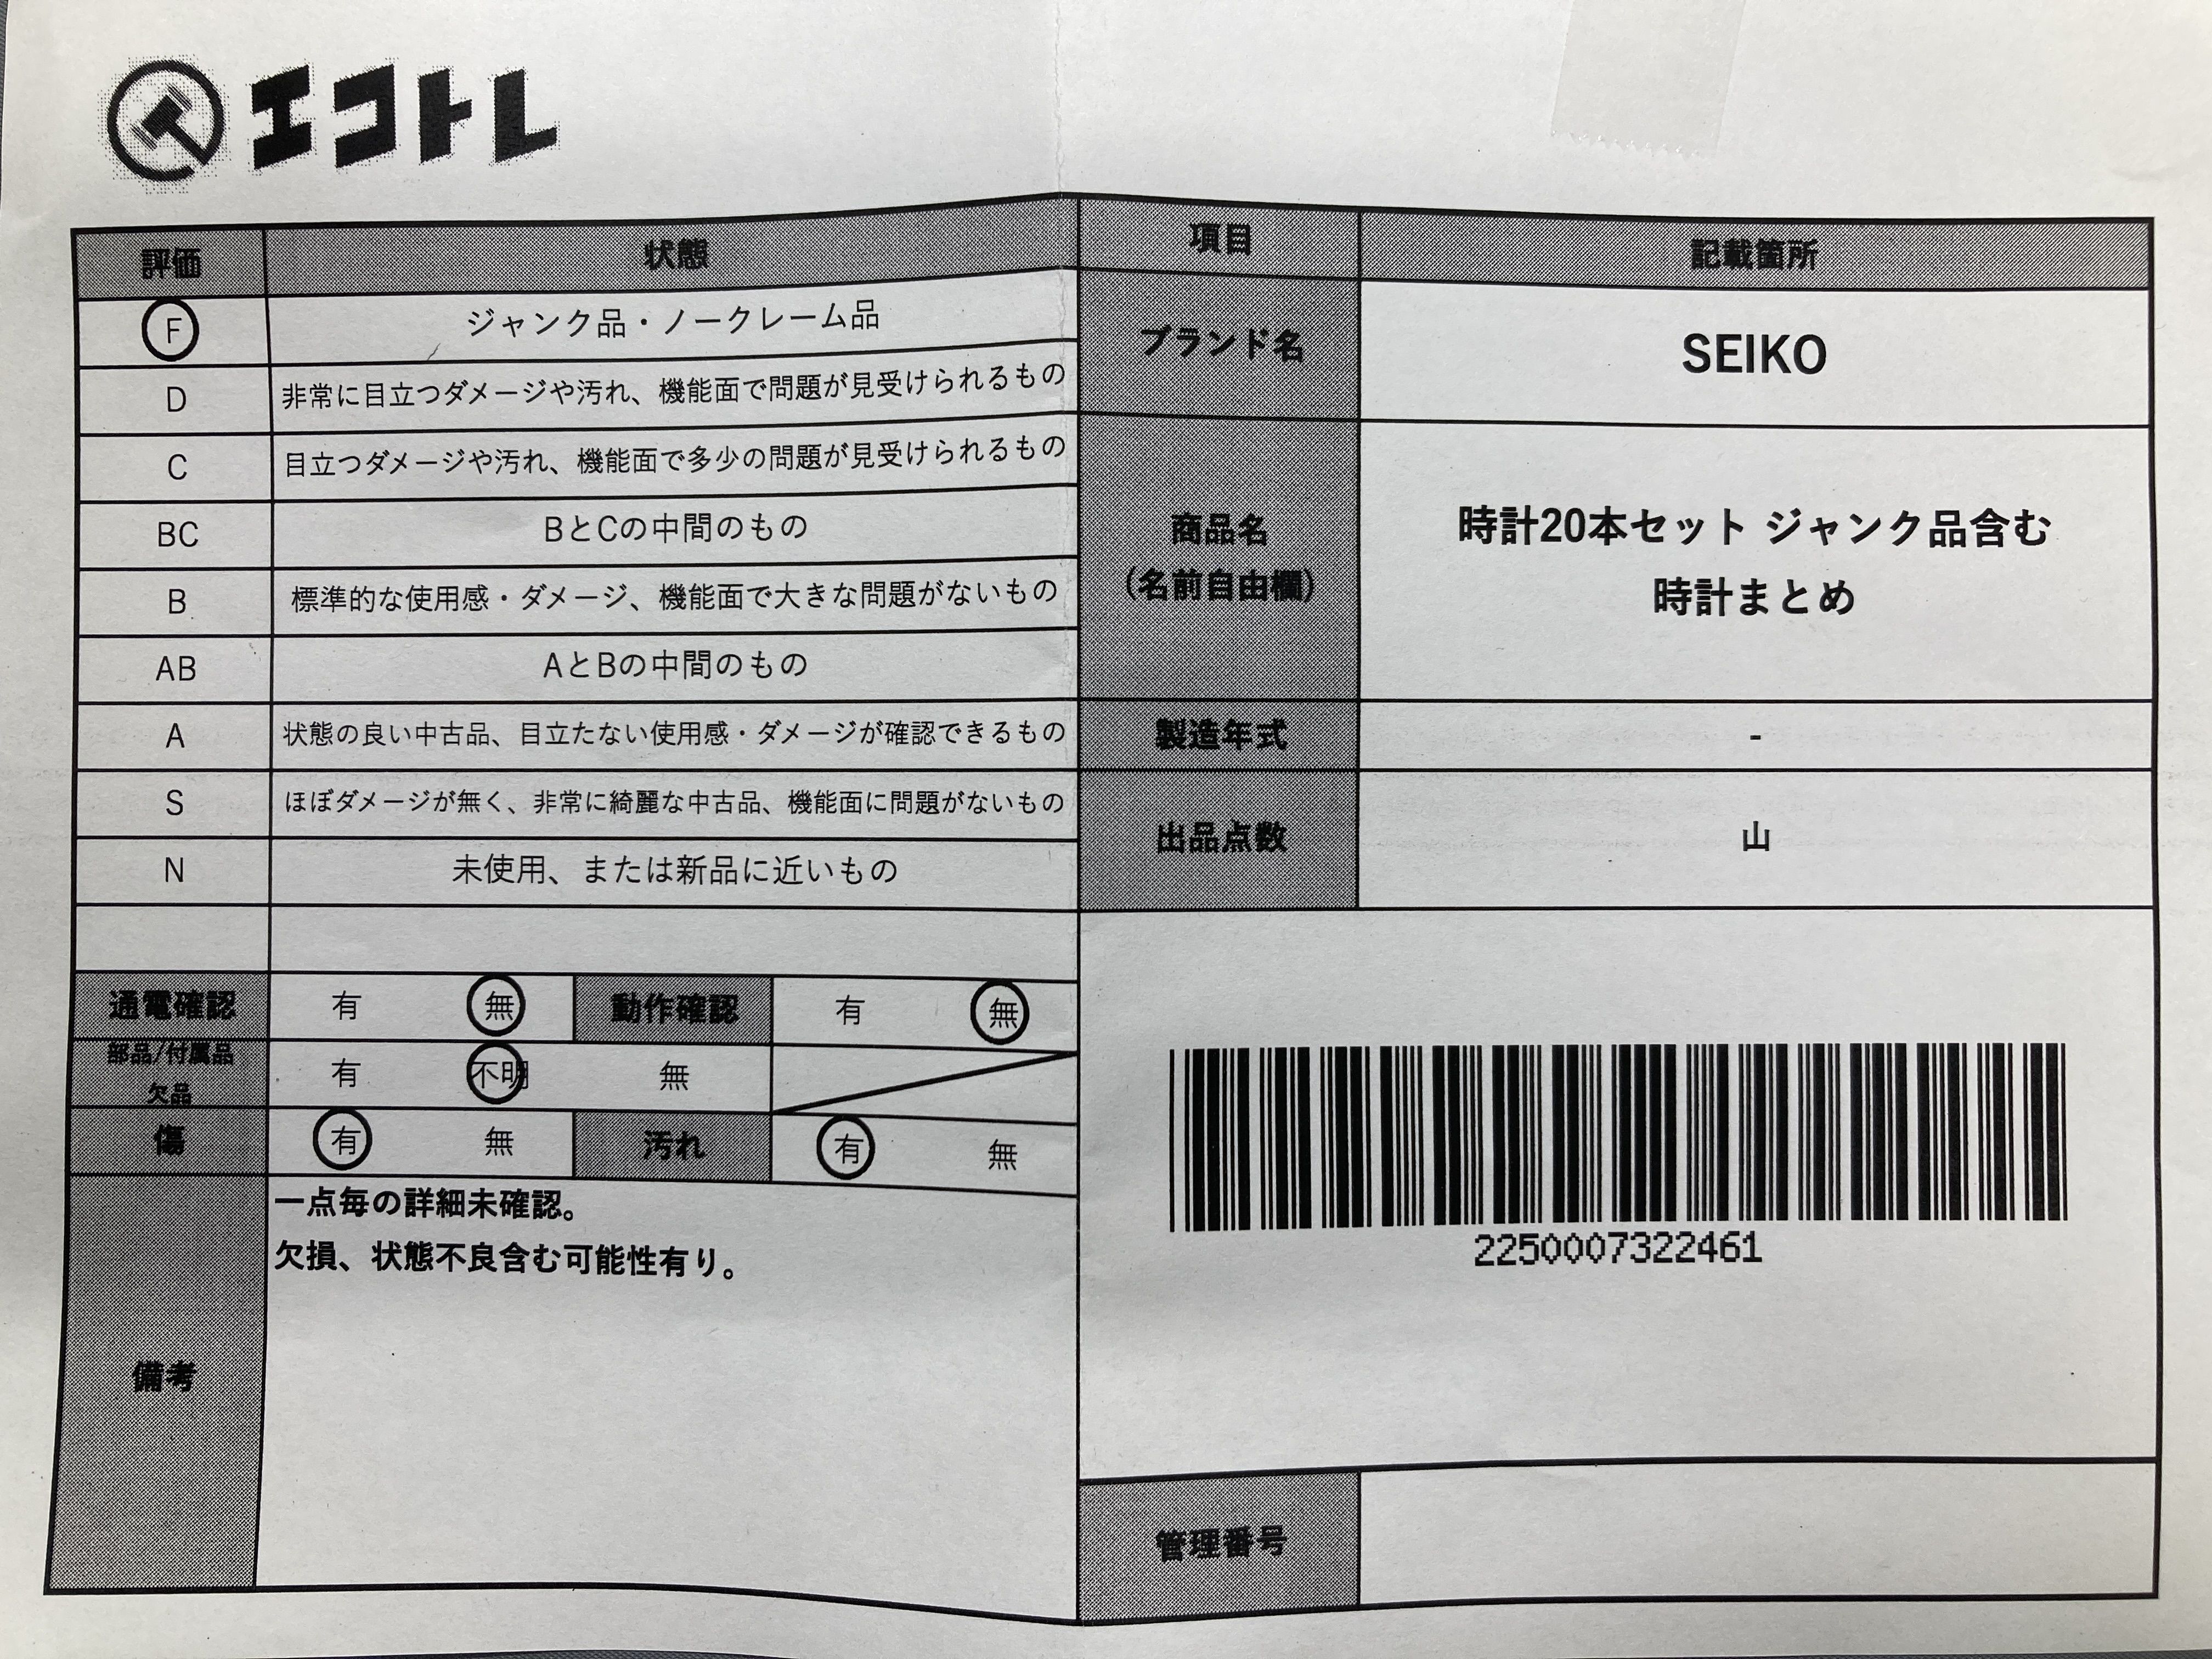 エコトレ
評価 状態
F ジャンク品・ノークレーム品
D 非常に目立つダメージや汚れ、機能面で問題が見受けられるもの
C 目立つダメージや汚れ、機能面で多少の問題が見受けられるもの
BC BとCの中間のもの
B 標準的な使用感・ダメージ、機能面で大きな問題がないもの
AB AとBの中間のもの
A 状態の良い中古品、目立たない使用感・ダメージが確認できるもの
S ほぼダメージが無く、非常に綺麗な中古品、機能面に問題がないもの
N 未使用、または新品に近いもの
通電確認 有 無 動作確認 有 無
部品/付属品
欠品
有 不明 無
傷 有 無 汚れ 有 無
備考
一点毎の詳細未確認。
欠損、状態不良含む可能性有り。
項目 記載箇所
ブランド名 SEIKO
商品名
(名前自由欄)
時計20本セット ジャンク品含む
時計まとめ
製造年式 -
出品点数 山
2250007322461
管理番号